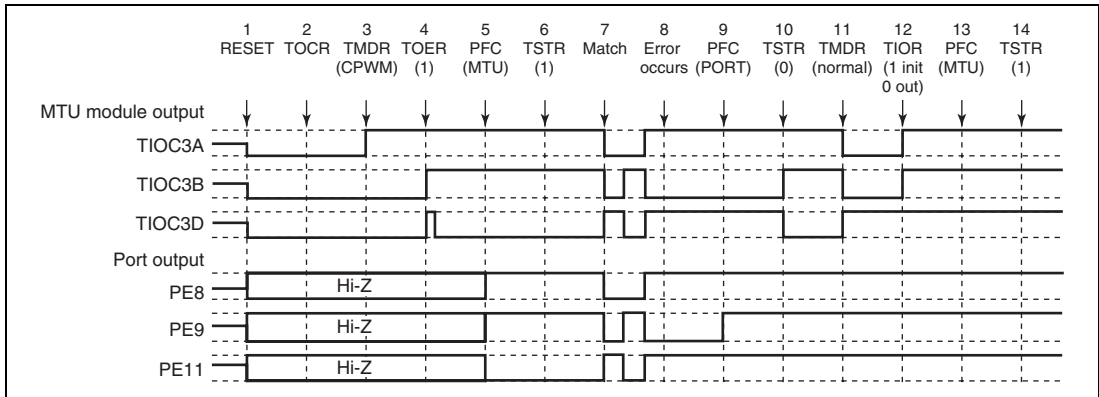 1 2 3 4 5 6 7 8 9 10 11 12 13 14
RESET TOCR TMDR TOER PFC TSTR Match Error PFC TSTR TMDR TIOR PFC TSTR
(CPWM) (1) (MTU) (1) occurs (PORT) (0) (normal) (1 init (MTU) (1)
0 out)
MTU module output
TIOC3A
TIOC3B
TIOC3D
Port output
PE8 Hi-Z
PE9 Hi-Z
PE11 Hi-Z